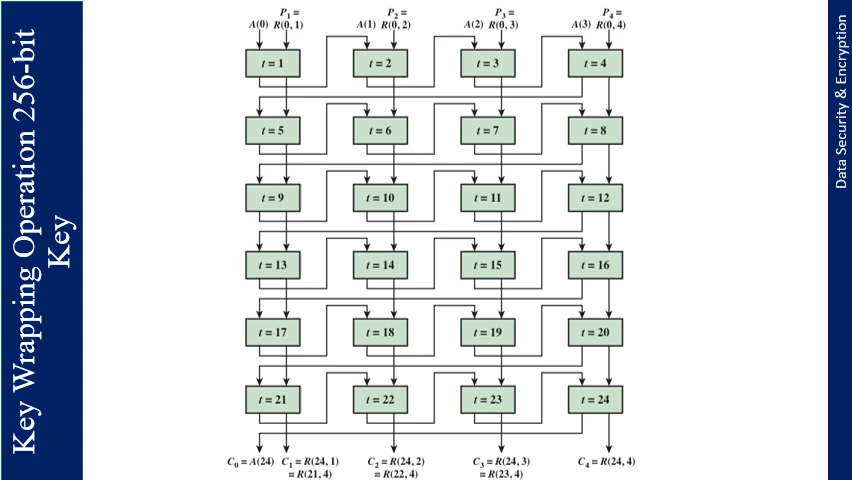 Key Wrapping Operation 256-bit
Key
Data Security & Encryption
P₁ = P₂ = P₃ = P₄ =
A(0) R(0, 1) A(1) R(0, 2) A(2) R(0, 3) A(3) R(0, 4)
t = 1 t = 2 t = 3 t = 4
t = 5 t = 6 t = 7 t = 8
t = 9 t = 10 t = 11 t = 12
t = 13 t = 14 t = 15 t = 16
t = 17 t = 18 t = 19 t = 20
t = 21 t = 22 t = 23 t = 24
C₀ = A(24) C₁ = R(24, 1) C₂ = R(24, 2) C₃ = R(24, 3) C₄ = R(24, 4)
= R(21, 4) = R(22, 4) = R(23, 4)